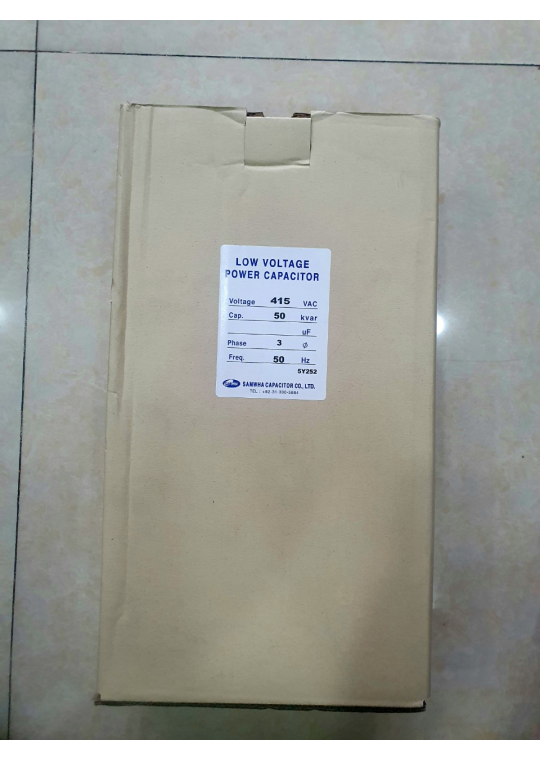 LOW VOLTAGE
POWER CAPACITOR
Voltage 415 VAC
Cap. 50 kvar
uF
Phase 3 ø
Freq. 50 Hz
5Y252
SAMWHA CAPACITOR CO., LTD.